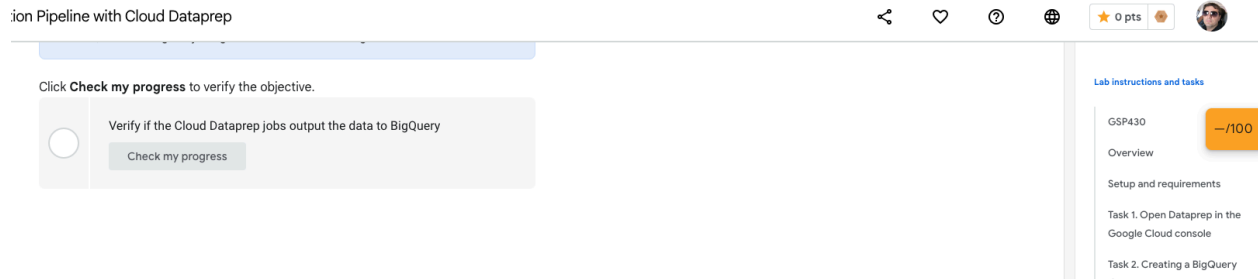 ion Pipeline with Cloud Dataprep
0 pts
Click Check my progress to verify the objective.
Verify if the Cloud Dataprep jobs output the data to BigQuery
Check my progress
Lab instructions and tasks
GSP430
—/100
Overview
Setup and requirements
Task 1. Open Dataprep in the
Google Cloud console
Task 2. Creating a BigQuery